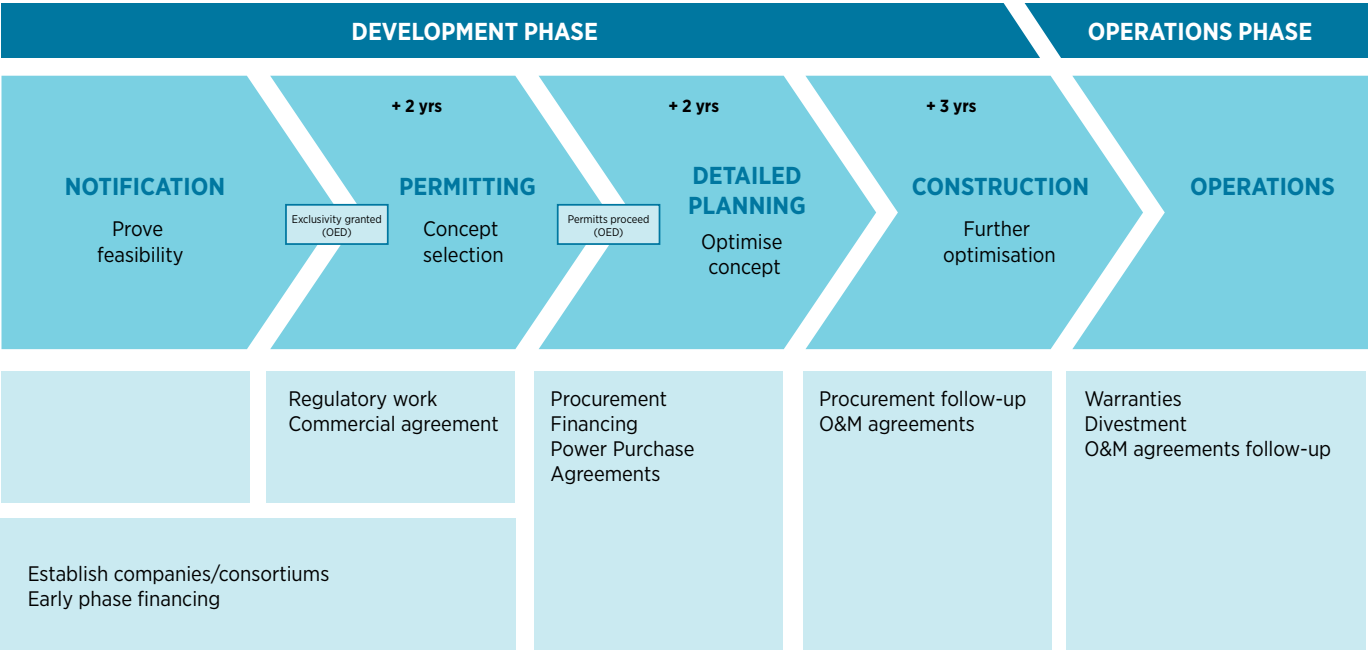 DEVELOPMENT PHASE
OPERATIONS PHASE
NOTIFICATION
Prove
feasibility
Exclusivity granted
(OED)
+ 2 yrs
PERMITTING
Concept
selection
Permitts proceed
(OED)
+ 2 yrs
DETAILED
PLANNING
Optimise
concept
+ 3 yrs
CONSTRUCTION
Further
optimisation
OPERATIONS
Regulatory work
Commercial agreement
Procurement
Financing
Power Purchase
Agreements
Procurement follow-up
O&M agreements
Warranties
Divestment
O&M agreements follow-up
Establish companies/consortiums
Early phase financing